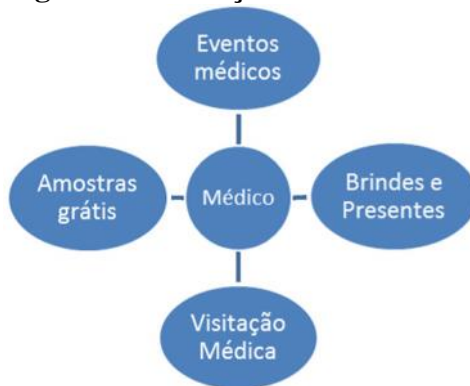 Eventos
médicos
Amostras
grátis
Médico
Brindes e
Presentes
Visitação
Médica